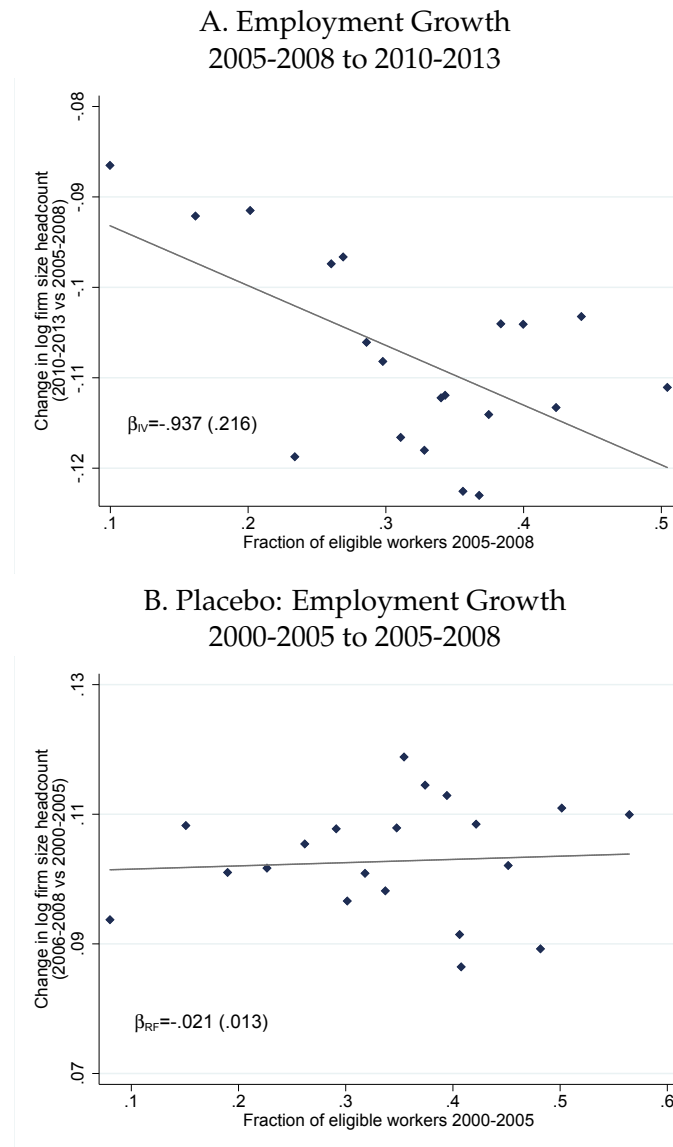 A. Employment Growth
2005-2008 to 2010-2013
Change in log firm size headcount
(2010-2013 vs 2005-2008)
-.08
-.09
-.1
-.11
-.12
βIV=-.937 (.216)
.1 .2 .3 .4 .5
Fraction of eligible workers 2005-2008
B. Placebo: Employment Growth
2000-2005 to 2005-2008
Change in log firm size headcount
(2006-2008 vs 2000-2005)
.13
.11
.09
.07
βRF=-.021 (.013)
.1 .2 .3 .4 .5 .6
Fraction of eligible workers 2000-2005